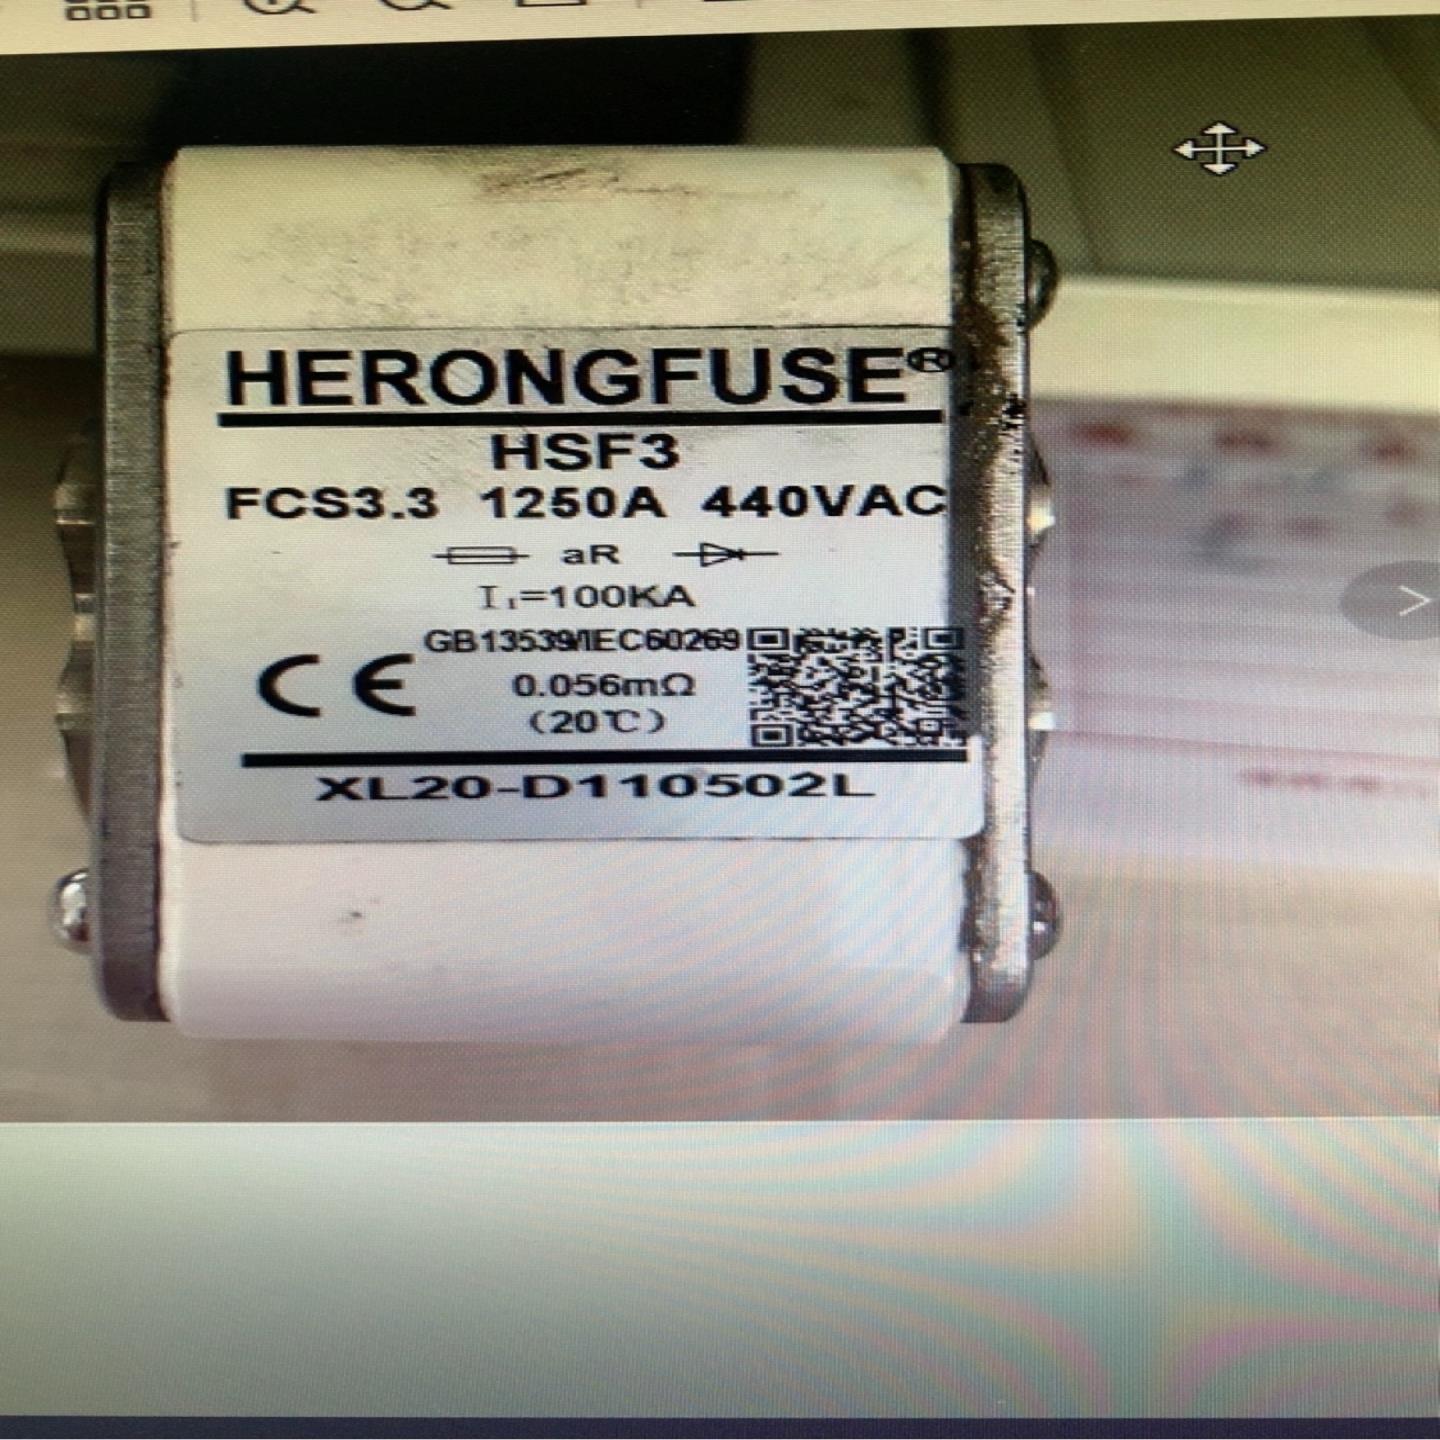 HERONGFUSE®
HSF3
FCS3.3 1250A 440VAC
aR
I₁=100KA
GB13539/IEC60269
CE
0.056mΩ
(20℃)
XL20-D110502L